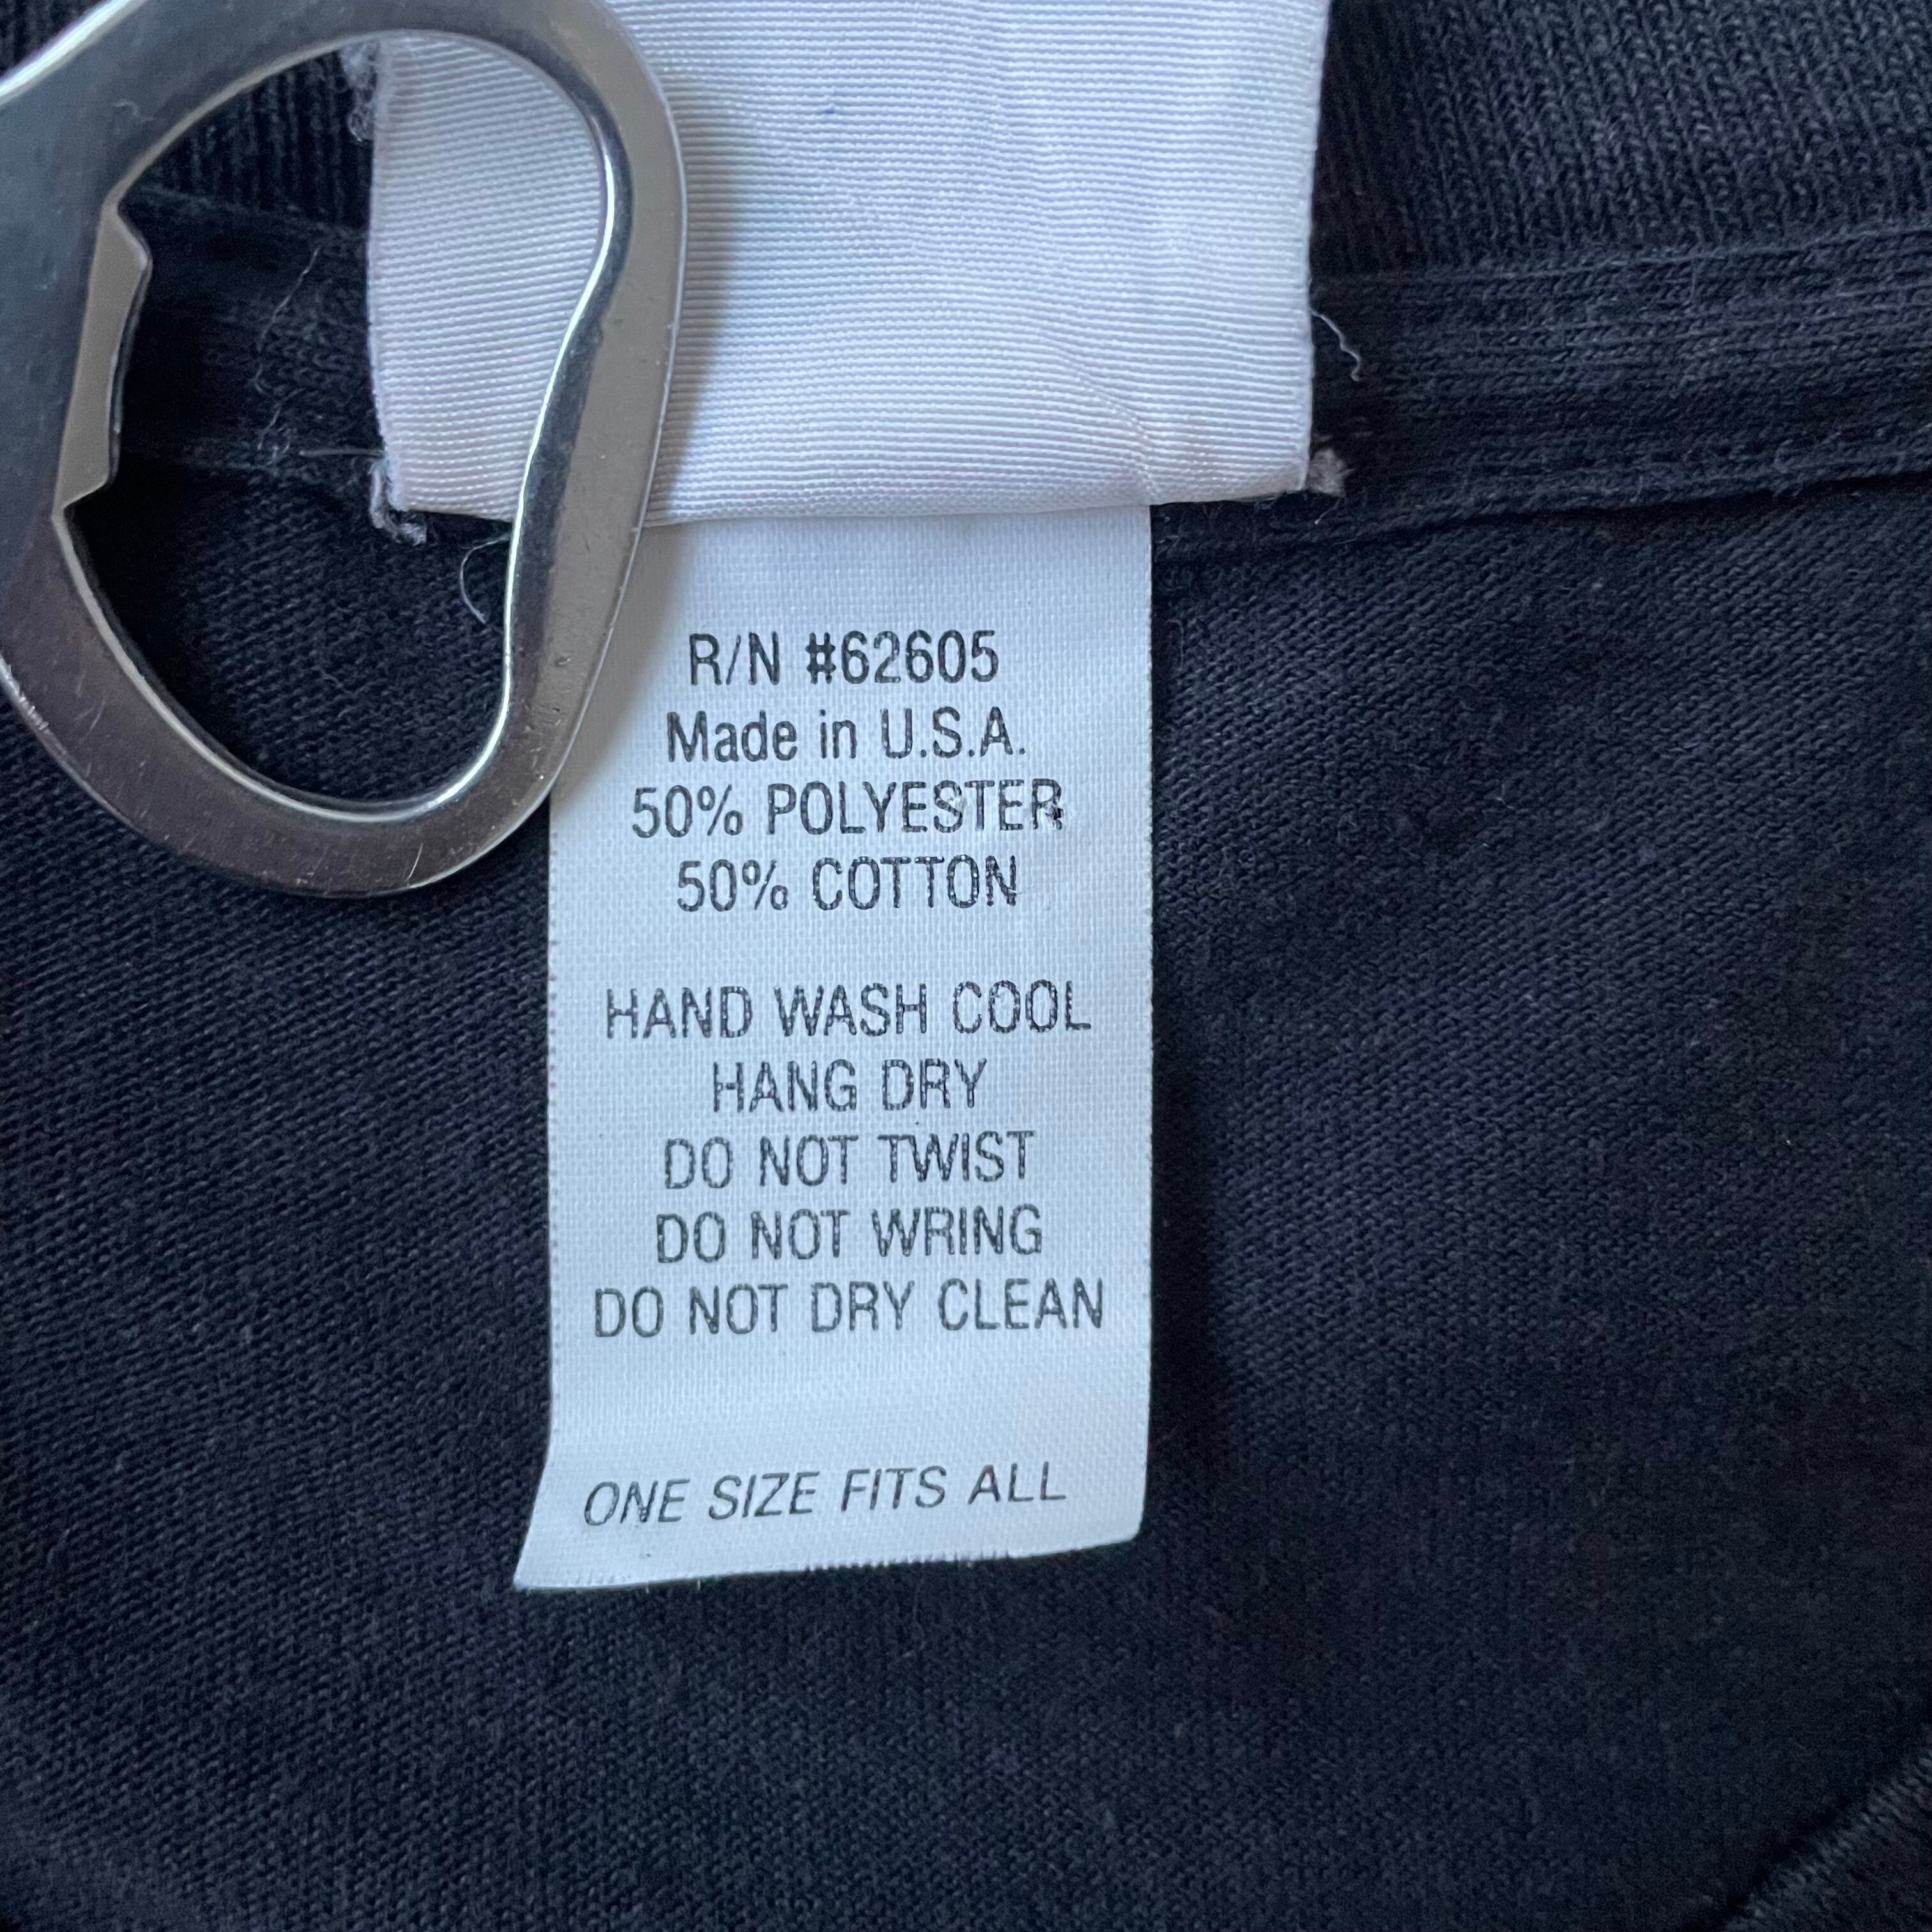 R/N #62605
Made in U.S.A.
50% POLYESTER
50% COTTON
HAND WASH COOL
HANG DRY
DO NOT TWIST
DO NOT WRING
DO NOT DRY CLEAN
ONE SIZE FITS ALL